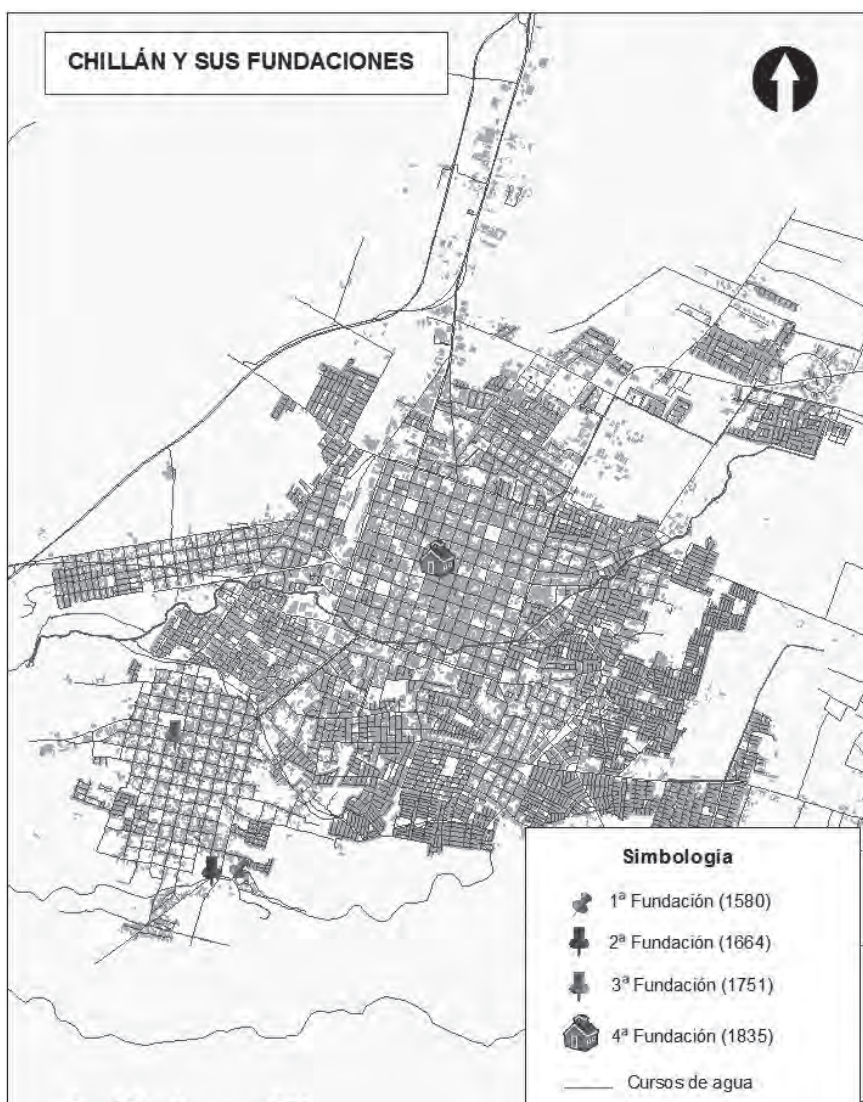 CHILLÁN Y SUS FUNDACIONES
Simbología
1ª Fundación (1580)
2ª Fundación (1664)
3ª Fundación (1751)
4ª Fundación (1835)
Cursos de agua